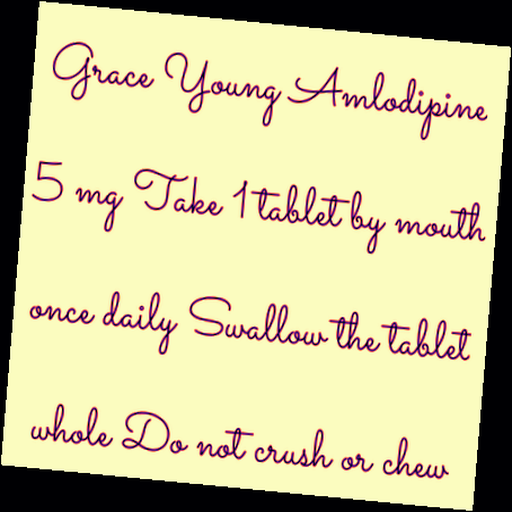 Grace Young Amlodipine
5 mg Take 1 tablet by mouth
once daily Swallow the tablet
whole Do not crush or chew